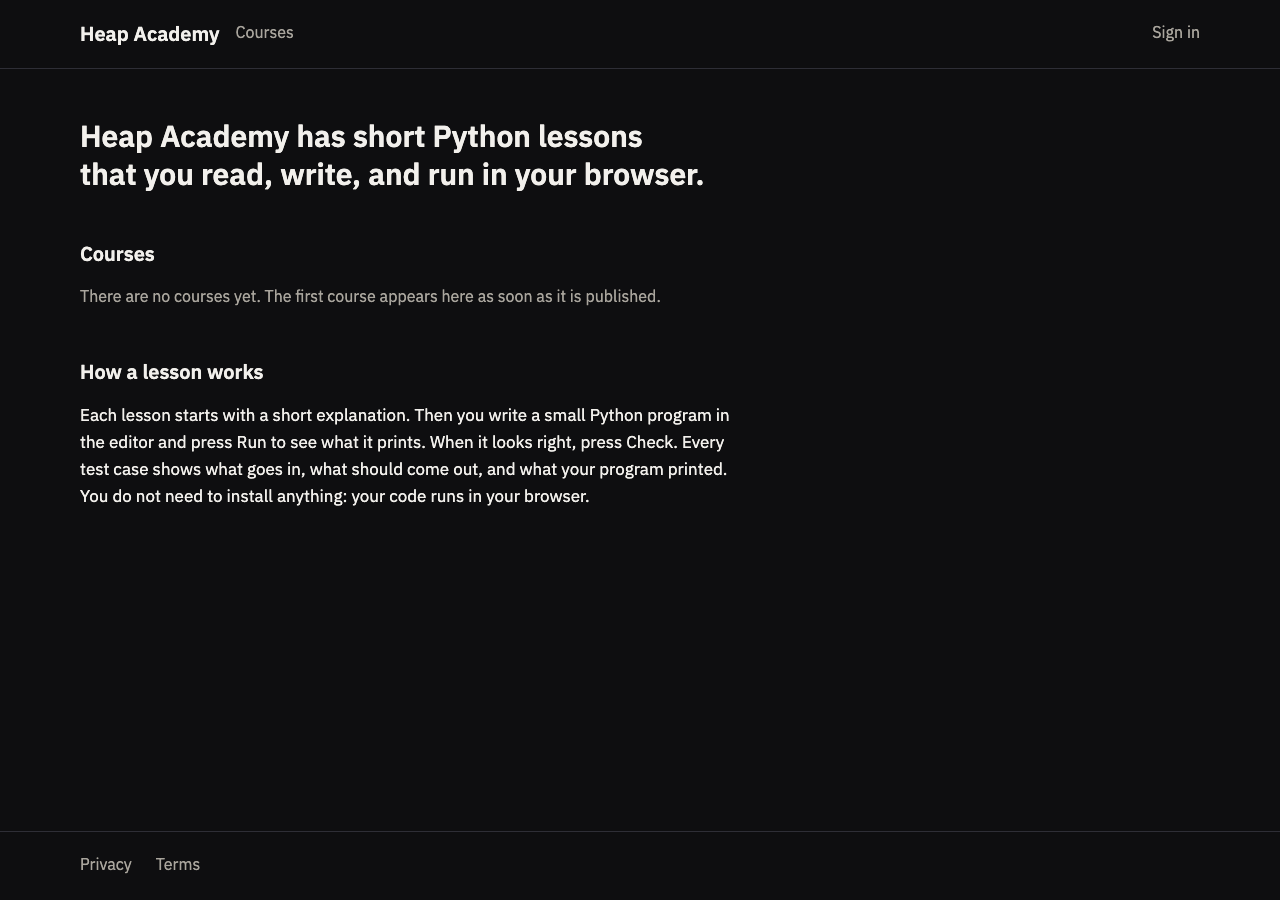 Heap Academy Courses Sign in
Heap Academy has short Python lessons
that you read, write, and run in your browser.
Courses
There are no courses yet. The first course appears here as soon as it is published.
How a lesson works
Each lesson starts with a short explanation. Then you write a small Python program in
the editor and press Run to see what it prints. When it looks right, press Check. Every
test case shows what goes in, what should come out, and what your program printed.
You do not need to install anything: your code runs in your browser.
Privacy Terms